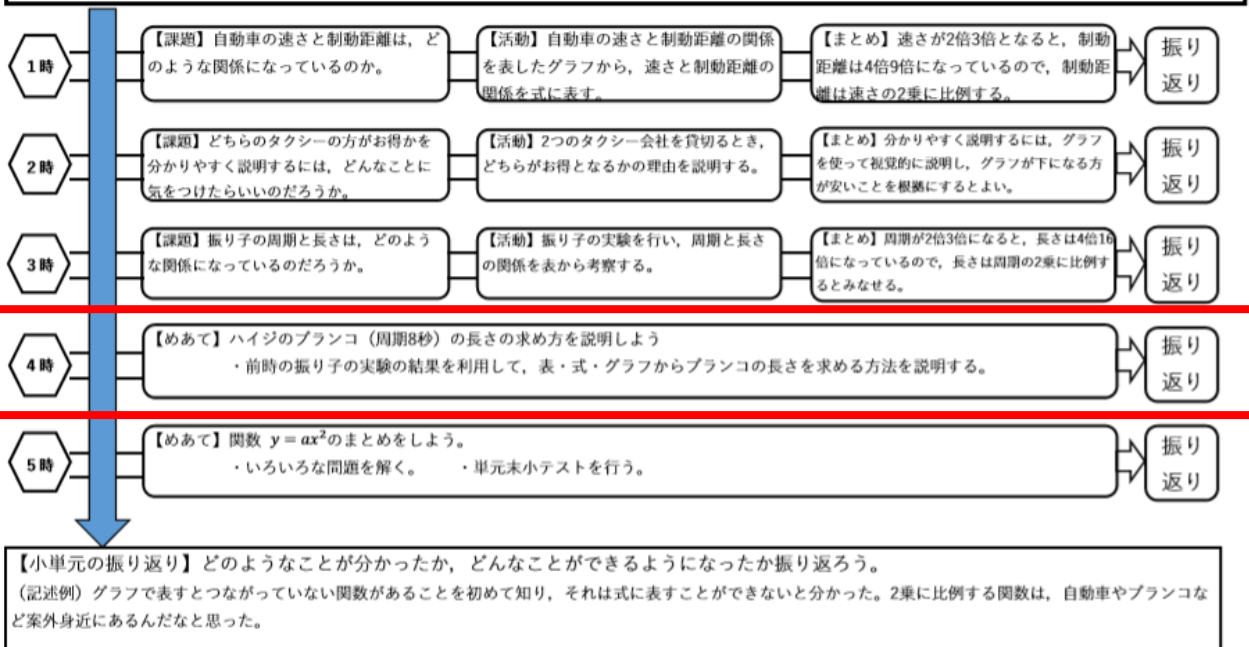 1時
【課題】自動車の速さと制動距離は，ど
のような関係になっているのか。
【活動】自動車の速さと制動距離の関係
を表したグラフから，速さと制動距離の
関係を式に表す。
【まとめ】速さが2倍3倍となると，制動
距離は4倍9倍になっているので，制動距
離は速さの2乗に比例する。
振り
返り
2時
【課題】どちらのタクシーの方がお得かを
分かりやすく説明するには，どんなことに
気をつけたらいいのだろうか。
【活動】2つのタクシー会社を貸切るとき，
どちらがお得となるかの理由を説明する。
【まとめ】分かりやすく説明するには，グラフ
を使って視覚的に説明し，グラフが下になる方
が安いことを根拠にするとよい。
振り
返り
3時
【課題】振り子の周期と長さは，どのよう
な関係になっているのだろうか。
【活動】振り子の実験を行い，周期と長さ
の関係を表から考察する。
【まとめ】周期が2倍3倍になると，長さは4倍16
倍になっているので，長さは周期の2乗に比例す
るとみなせる。
振り
返り
4時
【めあて】ハイジのブランコ（周期8秒）の長さの求め方を説明しよう
・前時の振り子の実験の結果を利用して，表・式・グラフからブランコの長さを求める方法を説明する。
振り
返り
5時
【めあて】関数 y = ax²のまとめをしよう。
・いろいろな問題を解く。　・単元末小テストを行う。
振り
返り
【小単元の振り返り】どのようなことが分かったか，どんなことができるようになったか振り返ろう。
（記述例）グラフで表すとつながっていない関数があることを初めて知り，それは式に表すことができないと分かった。2乗に比例する関数は，自動車やブランコな
ど案外身近にあるんだなと思った。